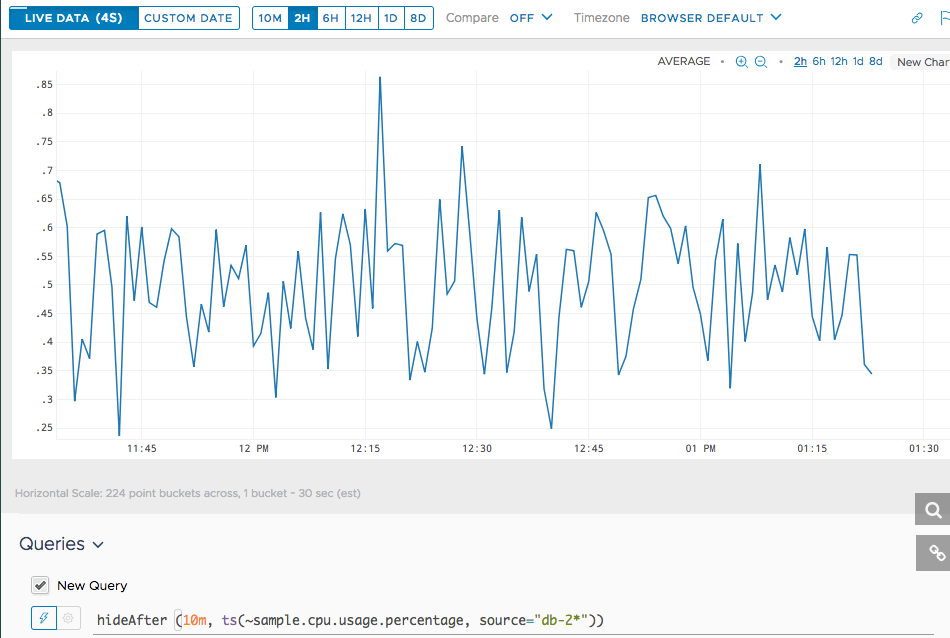 LIVE DATA (4S) CUSTOM DATE 10M 2H 6H 12H 1D 8D Compare OFF Timezone BROWSER DEFAULT
AVERAGE • • 2h 6h 12h 1d 8d New Char
.85
.8
.75
.7
.65
.6
.55
.5
.45
.4
.35
.3
.25
11:45 12 PM 12:15 12:30 12:45 01 PM 01:15 01:30
Horizontal Scale: 224 point buckets across, 1 bucket - 30 sec (est)
Queries
New Query
hideAfter (10m, ts(~sample.cpu.usage.percentage, source="db-2*"))